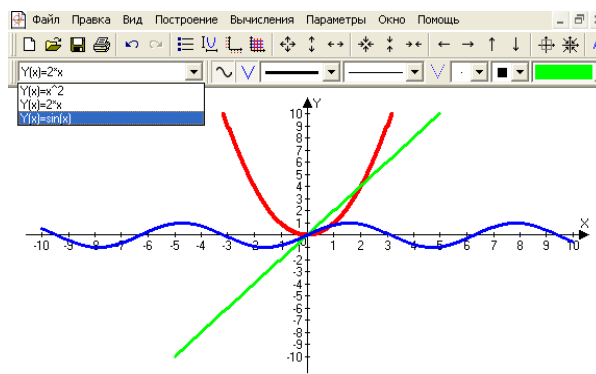 Файл Правка Вид Построение Вычисления Параметры Окно Помощь
Y(x)=2*x
Y(x)=x^2
Y(x)=2*x
Y(x)=sin(x)
Y
10
9
8
7
6
5
4
3
2
1
X
-10 -9 -8 -7 -6 -5 -4 -3 -2 -1 0 1 2 3 4 5 6 7 8 9 10
-2
-3
-4
-5
-6
-7
-8
-9
-10